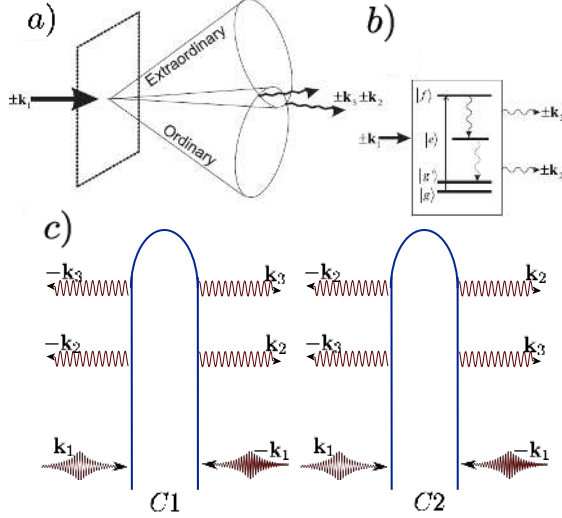 a)
Extraordinary
Ordinary
±k₁
±k₃ ±k₂
b)
|f⟩
|e⟩
|g'⟩
|g⟩
±k₁
±k₃
±k₂
c)
−k₃ k₃
−k₂ k₂
k₁ −k₁
C1
−k₂ k₂
−k₃ k₃
k₁ −k₁
C2